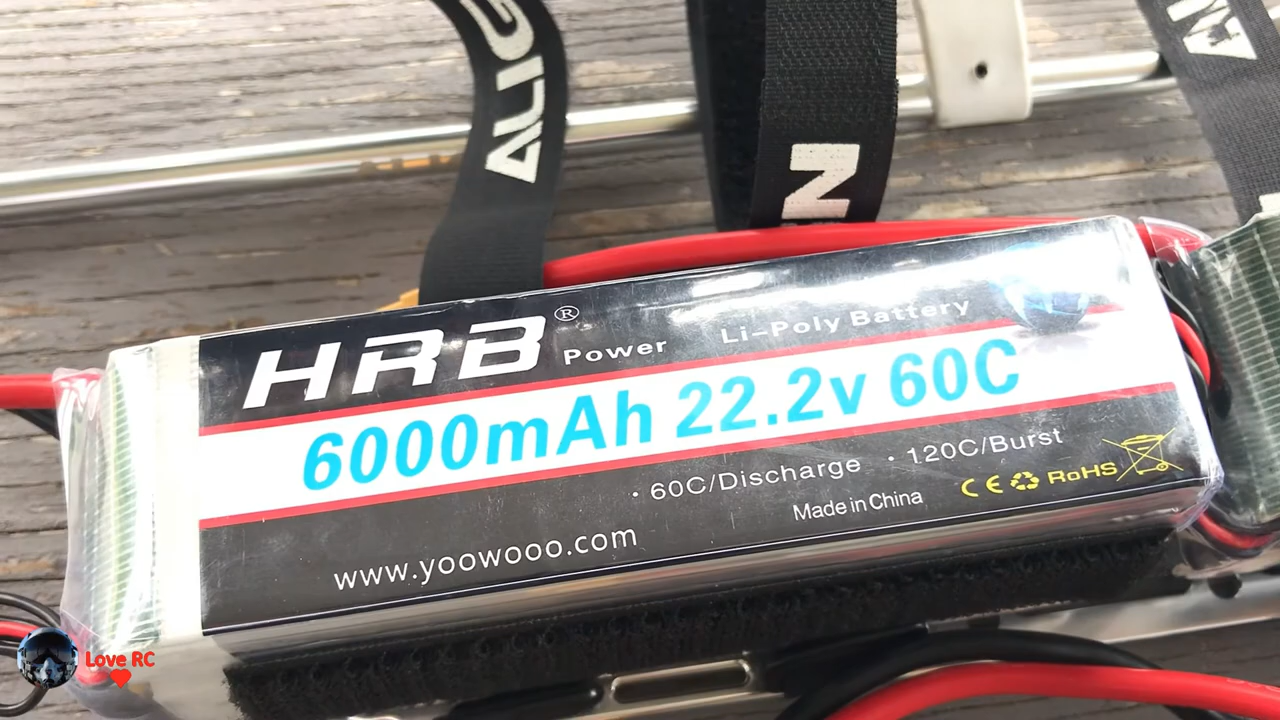 ALIG
N
HRB® Power Li-Poly Battery
6000mAh 22.2v 60C
· 60C/Discharge · 120C/Burst
Made in China
CE RoHS
www.yoowooo.com
Love RC